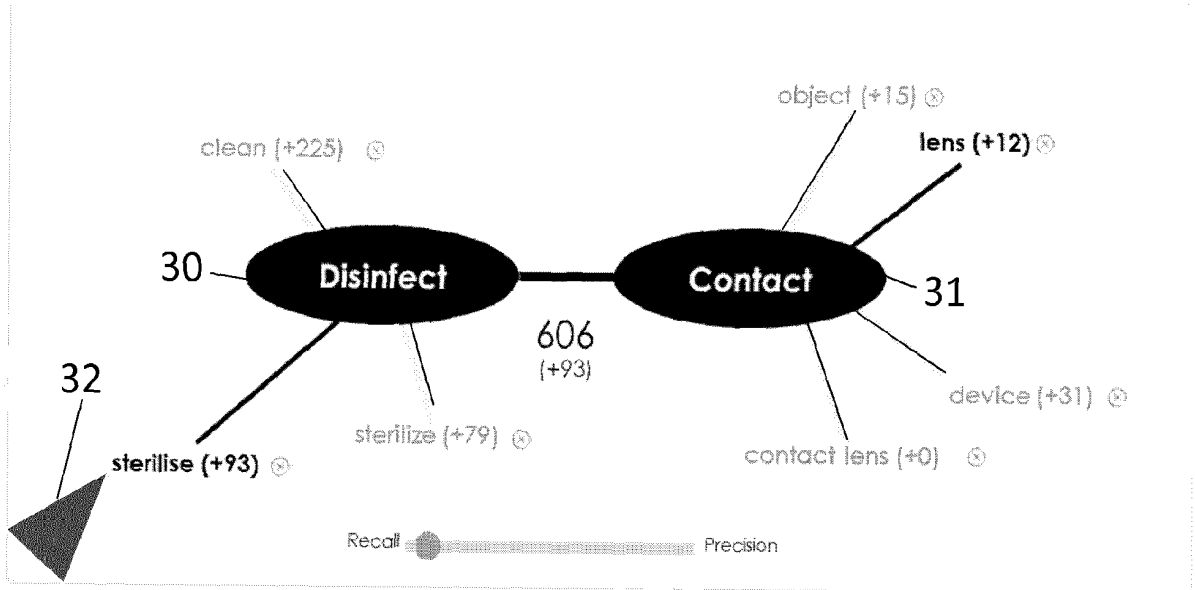 object (+15)
clean (+225)
lens (+12)
30
Disinfect
Contact
31
606
(+93)
32
device (+31)
sterilize (+79)
contact lens (+0)
sterilise (+93)
Recall
Precision